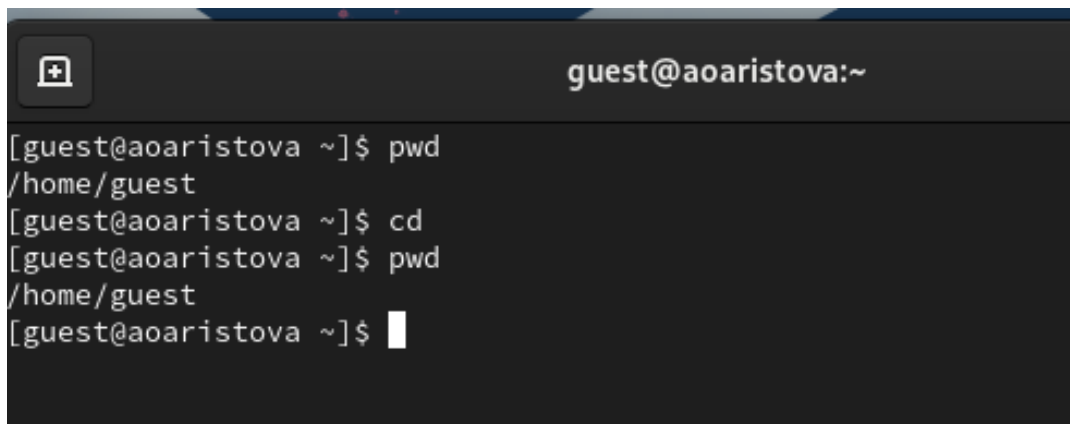 guest@aoaristova:~
[guest@aoaristova ~]$ pwd
/home/guest
[guest@aoaristova ~]$ cd
[guest@aoaristova ~]$ pwd
/home/guest
[guest@aoaristova ~]$